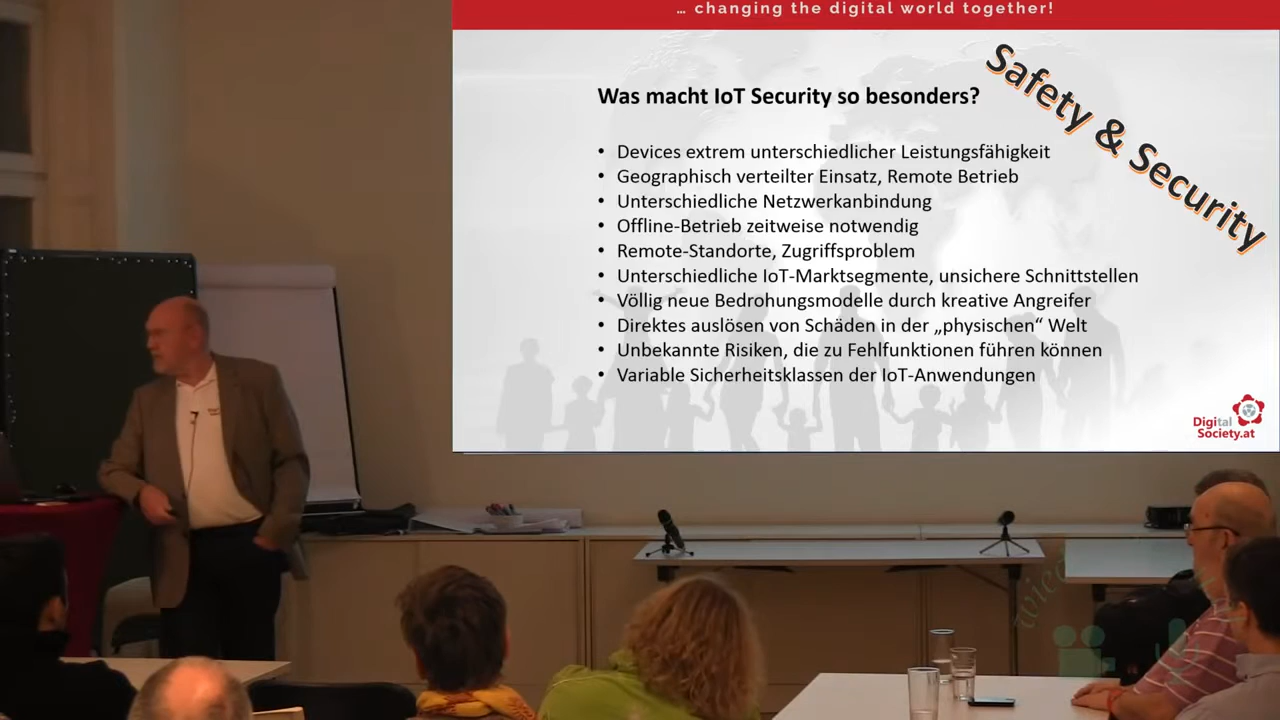 … changing the digital world together!
Safety & Security
Was macht IoT Security so besonders?
• Devices extrem unterschiedlicher Leistungsfähigkeit
• Geographisch verteilter Einsatz, Remote Betrieb
• Unterschiedliche Netzwerkanbindung
• Offline-Betrieb zeitweise notwendig
• Remote-Standorte, Zugriffsproblem
• Unterschiedliche IoT-Marktsegmente, unsichere Schnittstellen
• Völlig neue Bedrohungsmodelle durch kreative Angreifer
• Direktes auslösen von Schäden in der „physischen“ Welt
• Unbekannte Risiken, die zu Fehlfunktionen führen können
• Variable Sicherheitsklassen der IoT-Anwendungen
Digital
Society.at